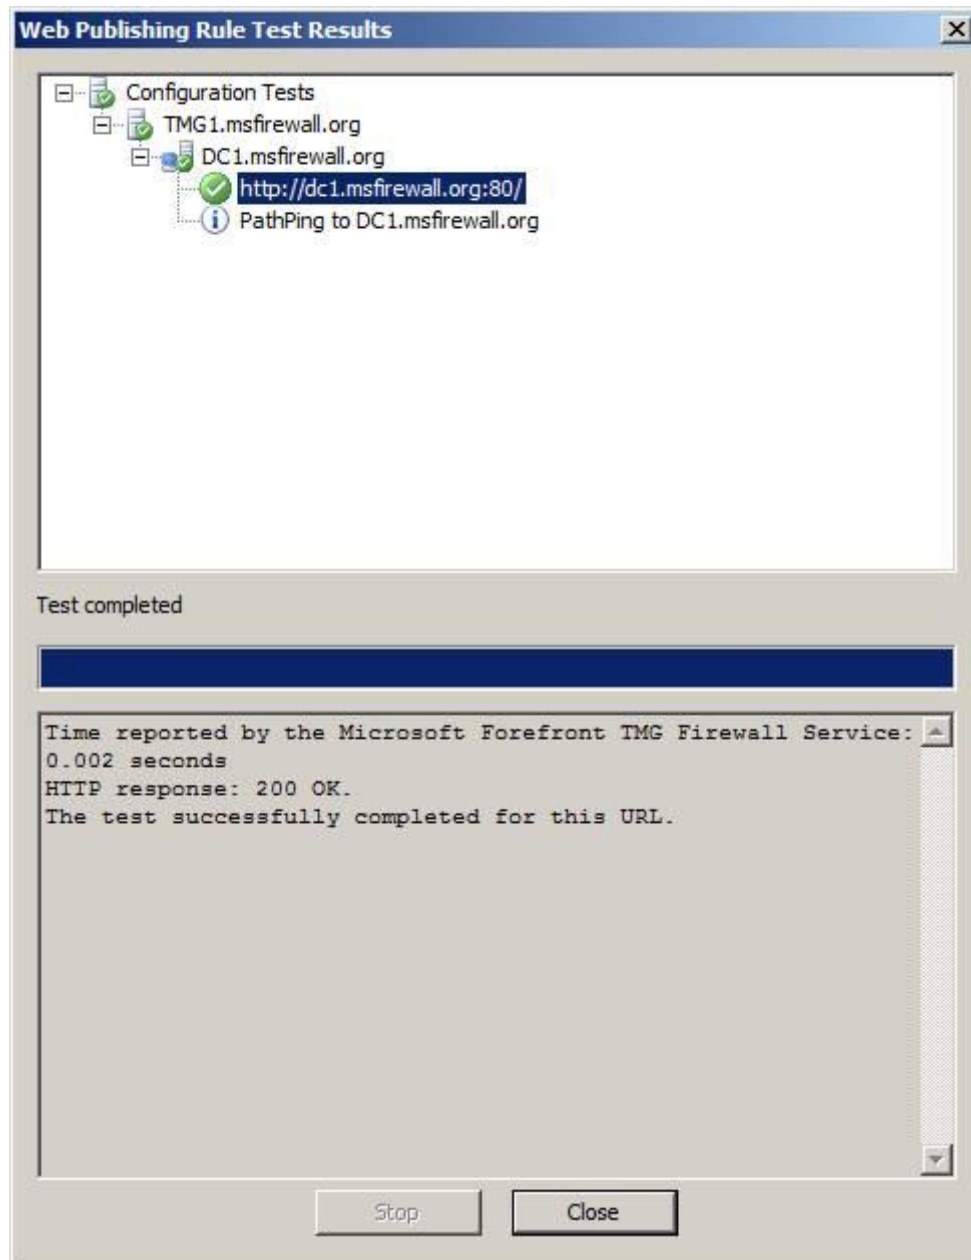 Web Publishing Rule Test Results
Configuration Tests
TMG1.msfirewall.org
DC1.msfirewall.org
http://dc1.msfirewall.org:80/
PathPing to DC1.msfirewall.org
Test completed
Time reported by the Microsoft Forefront TMG Firewall Service:
0.002 seconds
HTTP response: 200 OK.
The test successfully completed for this URL.
Stop
Close